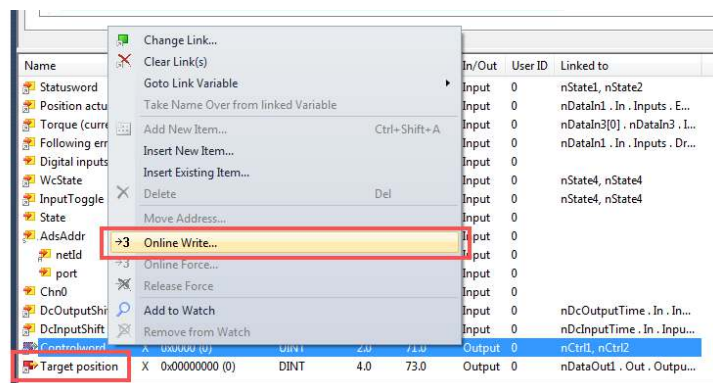 Change Link...
Clear Link(s)
Goto Link Variable
Take Name Over from linked Variable
Add New Item... Ctrl+Shift+A
Insert New Item...
Insert Existing Item...
Delete Del
Move Address...
→3 Online Write...
→3 Online Force...
Release Force
Add to Watch
Remove from Watch
Name In/Out User ID Linked to
Statusword Input 0 nState1, nState2
Position actu Input 0 nDataIn1 . In . Inputs . E...
Torque (curre Input 0 nDataIn3[0] . nDataIn3 . I...
Following err Input 0 nDataIn1 . In . Inputs . Dr...
Digital inputs Input 0
WcState Input 0 nState4, nState4
InputToggle Input 0 nState4, nState4
State Input 0
AdsAddr Input 0
netId Input 0
port Input 0
Chn0 Input 0
DcOutputShi Input 0 nDcOutputTime . In . In...
DcInputShift Input 0 nDcInputTime . In . Inpu...
Controlword X 0x0000 (0) UINT 2.0 71.0 Output 0 nCtrl1, nCtrl2
Target position X 0x00000000 (0) DINT 4.0 73.0 Output 0 nDataOut1 . Out . Outpu...